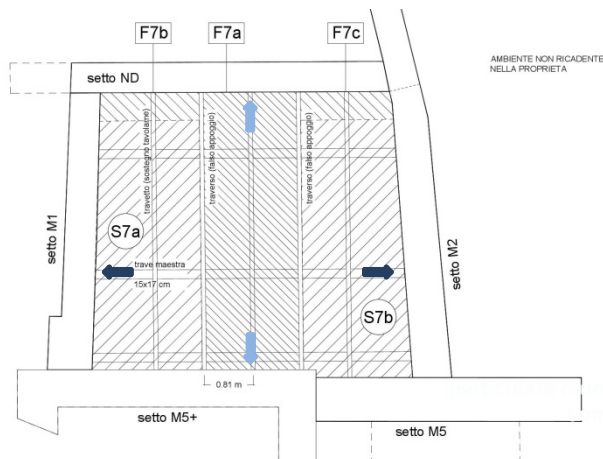 F7b
F7a
F7c
AMBIENTE NON RICADENTE
NELLA PROPRIETA
setto ND
travetto (sostegno tavolame)
traverso (falso appoggio)
traverso (falso appoggio)
setto M1
S7a
trave maestra
15x17 cm
setto M2
S7b
0.81 m
setto M5+
setto M5